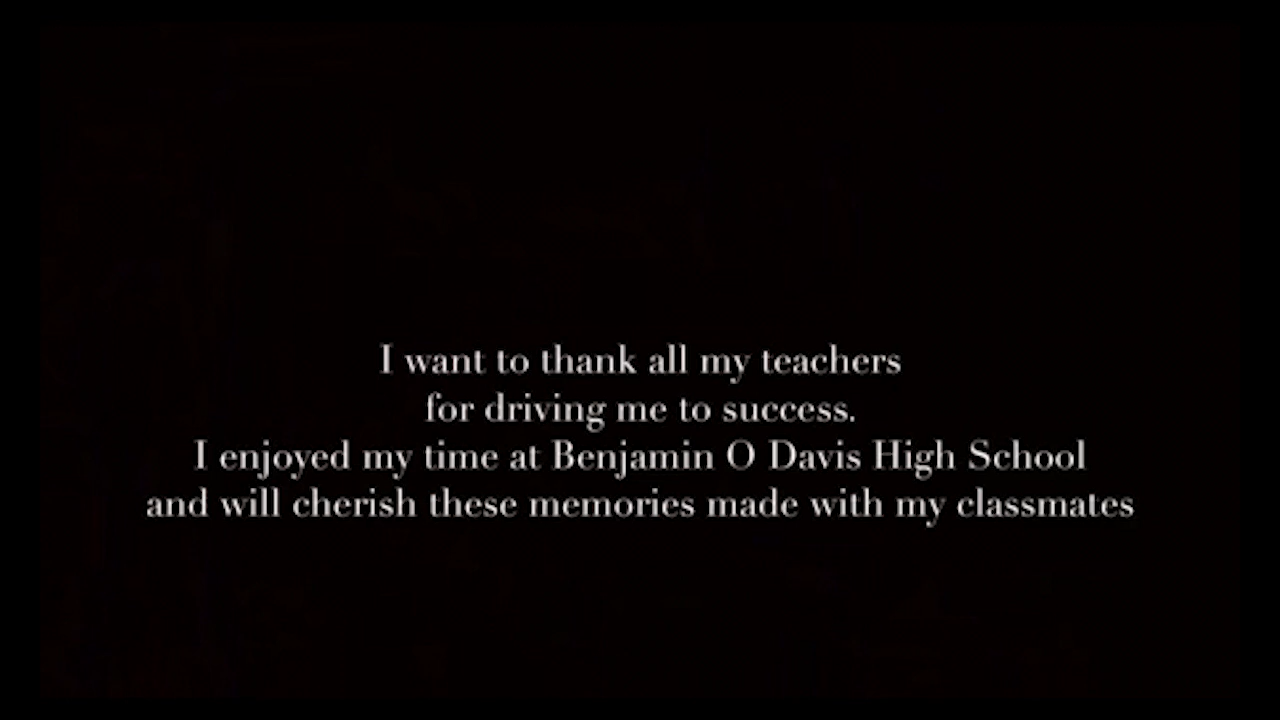 I want to thank all my teachers
for driving me to success.
I enjoyed my time at Benjamin O Davis High School
and will cherish these memories made with my classmates